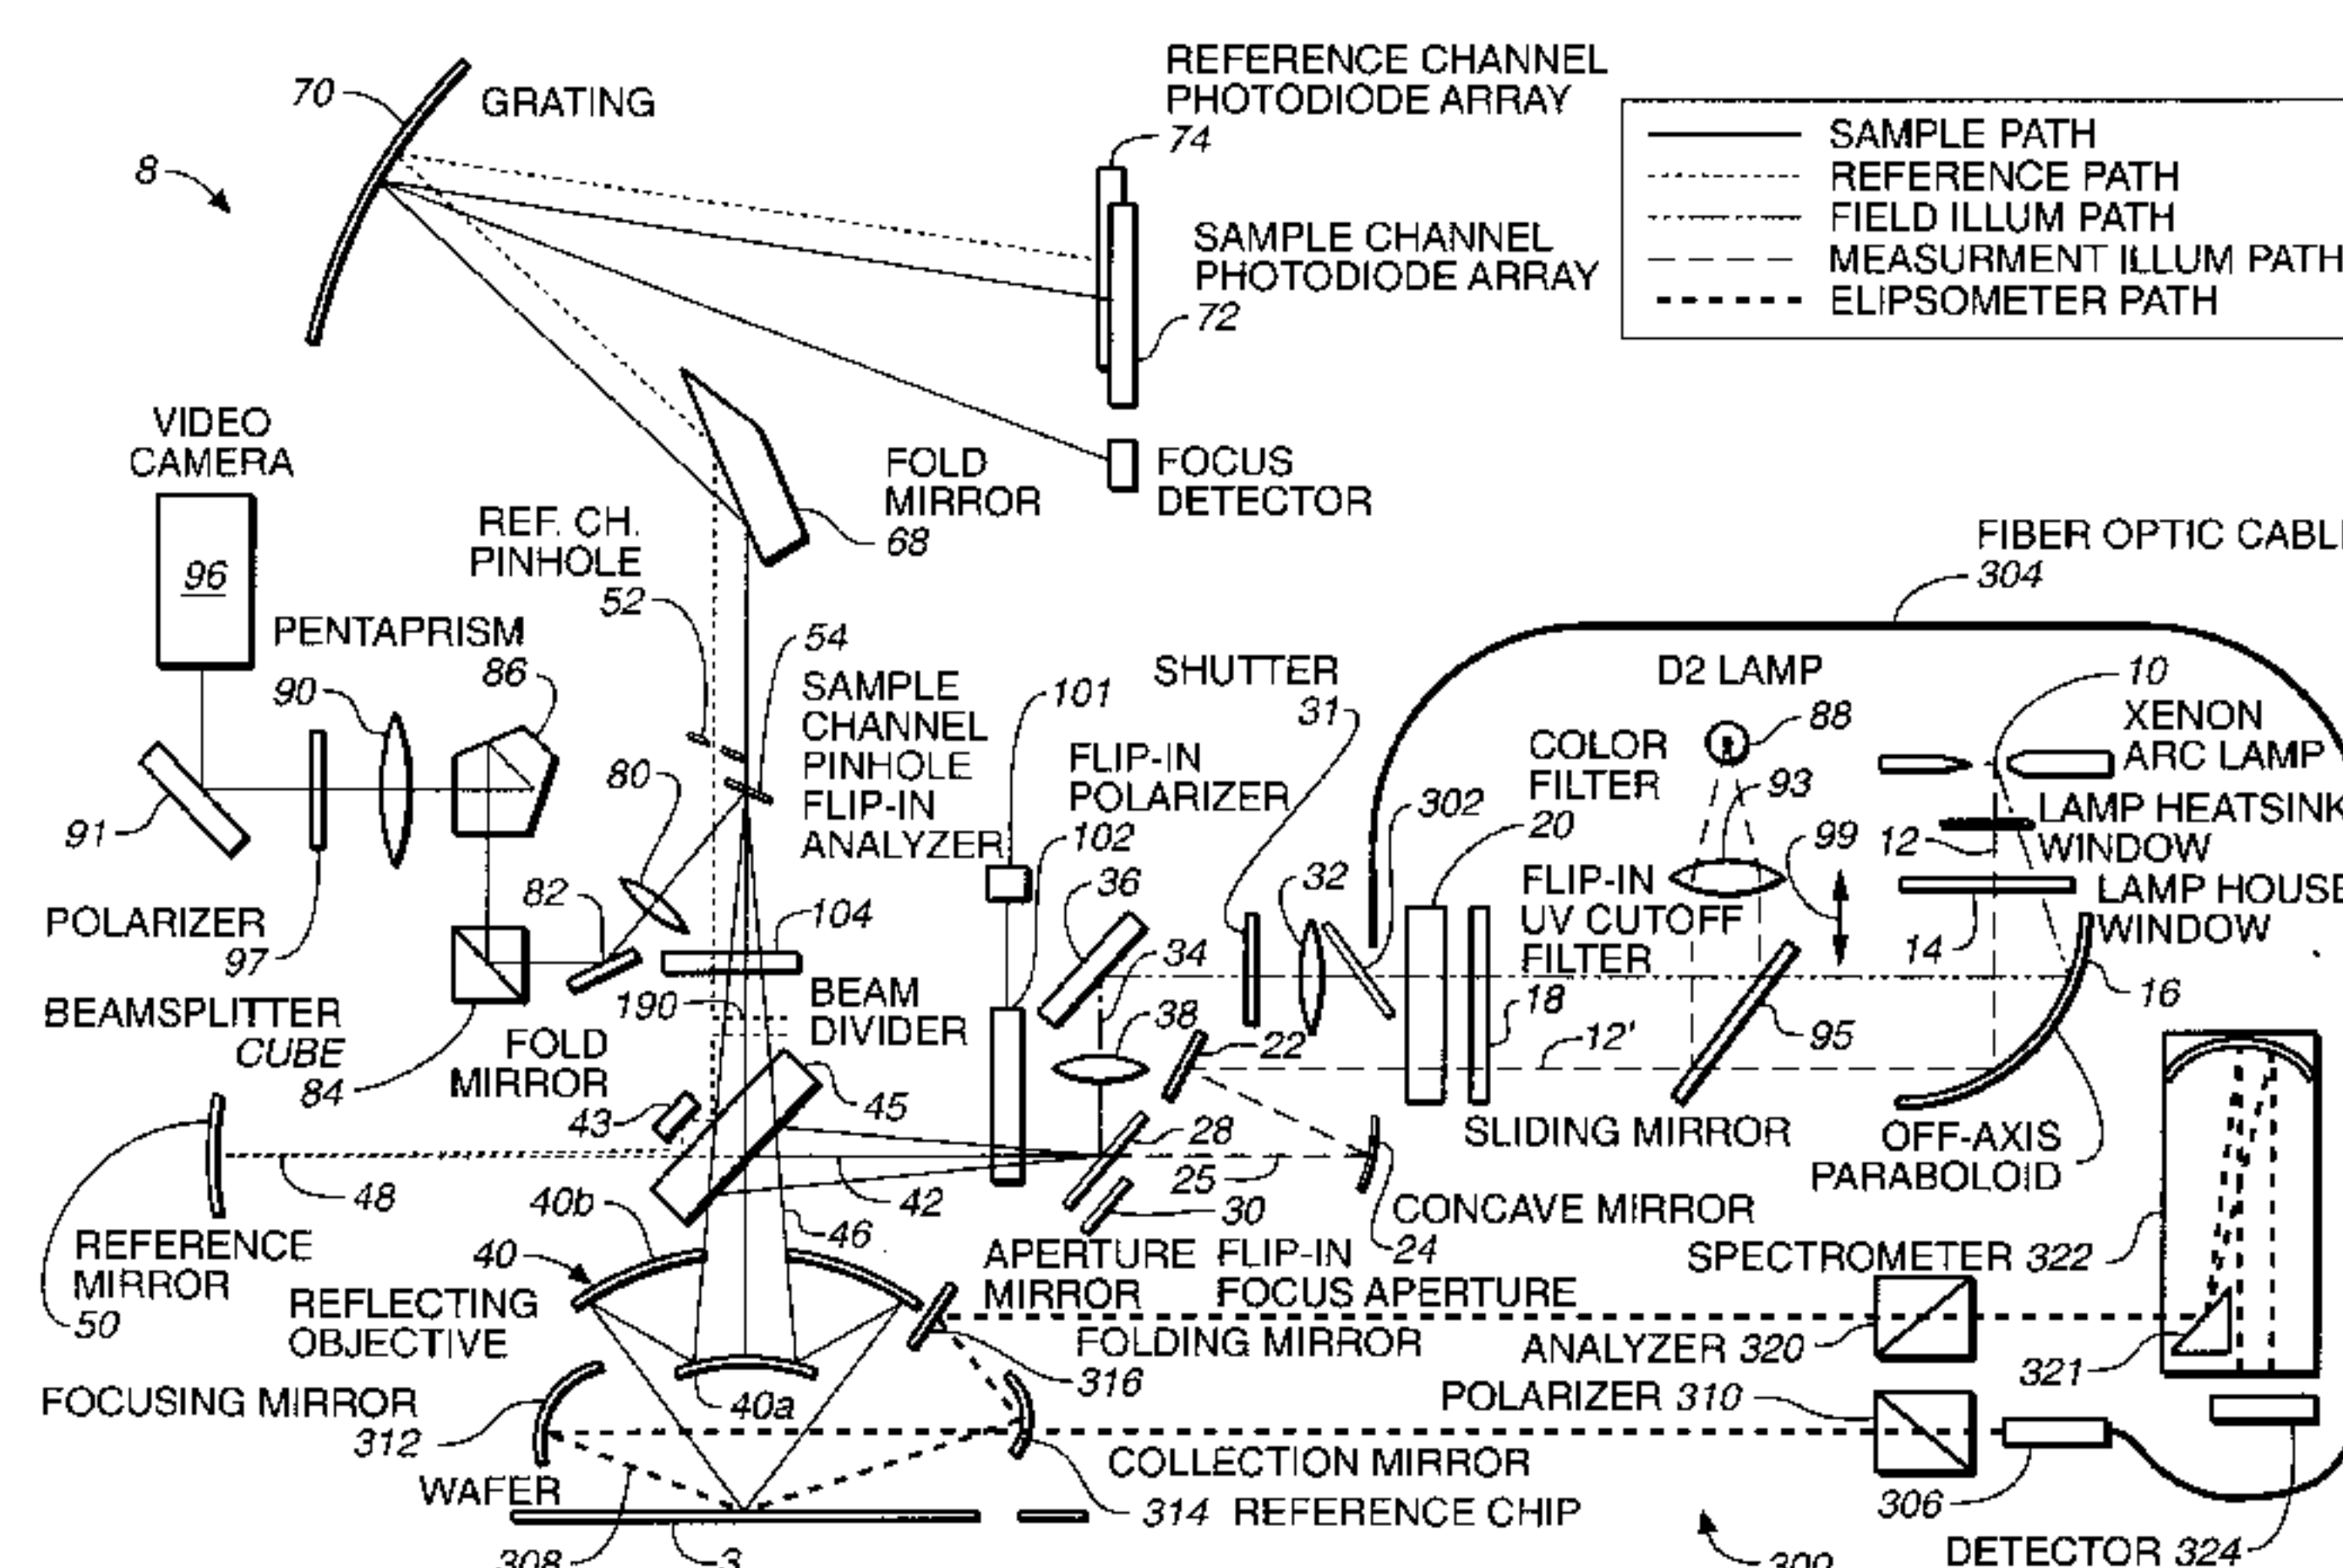 REFERENCE CHANNEL
PHOTODIODE ARRAY
74
70
GRATING
8
SAMPLE CHANNEL
PHOTODIODE ARRAY
72
SAMPLE PATH
REFERENCE PATH
FIELD ILLUM PATH
MEASURMENT ILLUM PATH
ELIPSOMETER PATH
VIDEO
CAMERA
96
FOLD
MIRROR
68
FOCUS
DETECTOR
REF. CH.
PINHOLE
52
FIBER OPTIC CABL
304
PENTAPRISM
86
90
54
SAMPLE
CHANNEL
PINHOLE
FLIP-IN
ANALYZER
80
101
102
SHUTTER
31
FLIP-IN
POLARIZER
36
32
302
COLOR
FILTER
20
D2 LAMP
88
93
99
10
XENON
ARC LAMP
LAMP HEATSINK
WINDOW
12
LAMP HOUSE
WINDOW
14
16
FLIP-IN
UV CUTOFF
FILTER
18
95
12'
91
POLARIZER
97
82
104
BEAMSPLITTER
CUBE
84
FOLD
MIRROR
43
190
BEAM
DIVIDER
45
34
38
22
28
25
30
SLIDING MIRROR
OFF-AXIS
PARABOLOID
48
42
40b
46
40
REFERENCE
MIRROR
50
REFLECTING
OBJECTIVE
APERTURE
MIRROR
FLIP-IN
FOCUS APERTURE
CONCAVE MIRROR
24
SPECTROMETER 322
FOLDING MIRROR
316
ANALYZER 320
321
FOCUSING MIRROR
312
40a
POLARIZER 310
COLLECTION MIRROR
314
REFERENCE CHIP
WAFER
308
3
306
DETECTOR 324
300